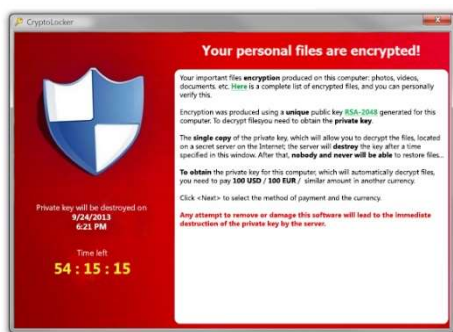 CryptoLocker
Your personal files are encrypted!
Your important files encryption produced on this computer: photos, videos,
documents, etc. Here is a complete list of encrypted files, and you can personally
verify this.
Encryption was produced using a unique public key RSA-2048 generated for this
computer. To decrypt filesyou need to obtain the private key.
The single copy of the private key, which will allow you to decrypt the files, located
on a secret server on the Internet; the server will destroy the key after a time
specified in this window. After that, nobody and never will be able to restore files...
To obtain the private key for this computer, which will automatically decrypt files,
you need to pay 100 USD / 100 EUR / similar amount in another currency.
Click <Next> to select the method of payment and the currency.
Any attempt to remove or damage this software will lead to the immediate
destruction of the private key by the server.
Private key will be destroyed on
9/24/2013
6:21 PM
Time left
54 : 15 : 15